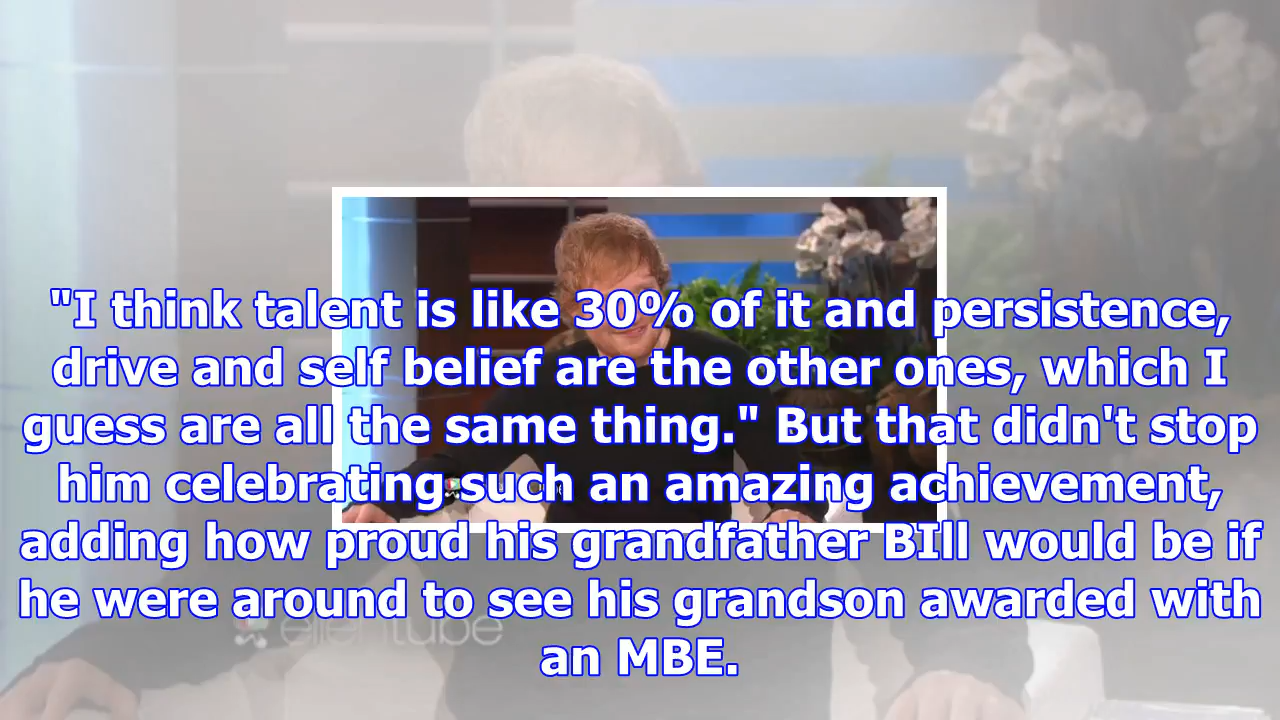 "I think talent is like 30% of it and persistence,
drive and self belief are the other ones, which I
guess are all the same thing." But that didn't stop
him celebrating such an amazing achievement,
adding how proud his grandfather BIll would be if
he were around to see his grandson awarded with
an MBE.
ellentube